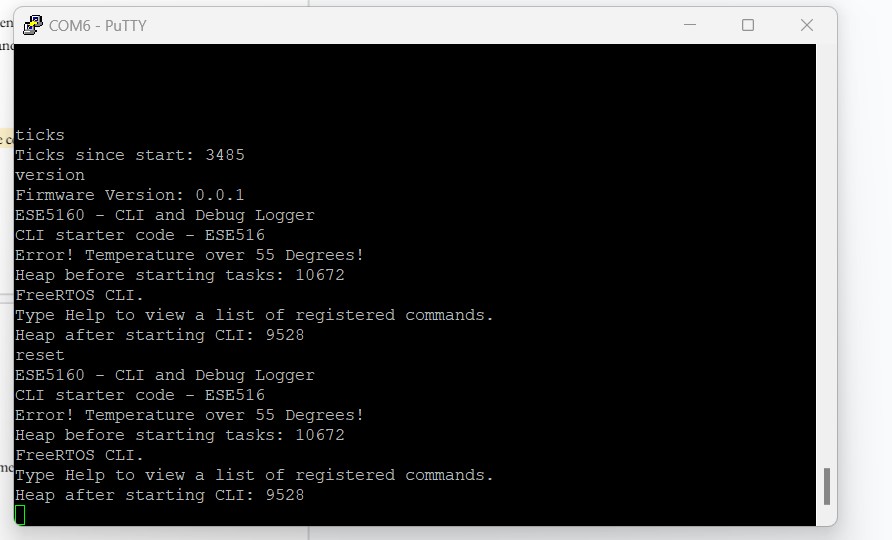 COM6 - PuTTY
ticks
Ticks since start: 3485
version
Firmware Version: 0.0.1
ESE5160 - CLI and Debug Logger
CLI starter code - ESE516
Error! Temperature over 55 Degrees!
Heap before starting tasks: 10672
FreeRTOS CLI.
Type Help to view a list of registered commands.
Heap after starting CLI: 9528
reset
ESE5160 - CLI and Debug Logger
CLI starter code - ESE516
Error! Temperature over 55 Degrees!
Heap before starting tasks: 10672
FreeRTOS CLI.
Type Help to view a list of registered commands.
Heap after starting CLI: 9528